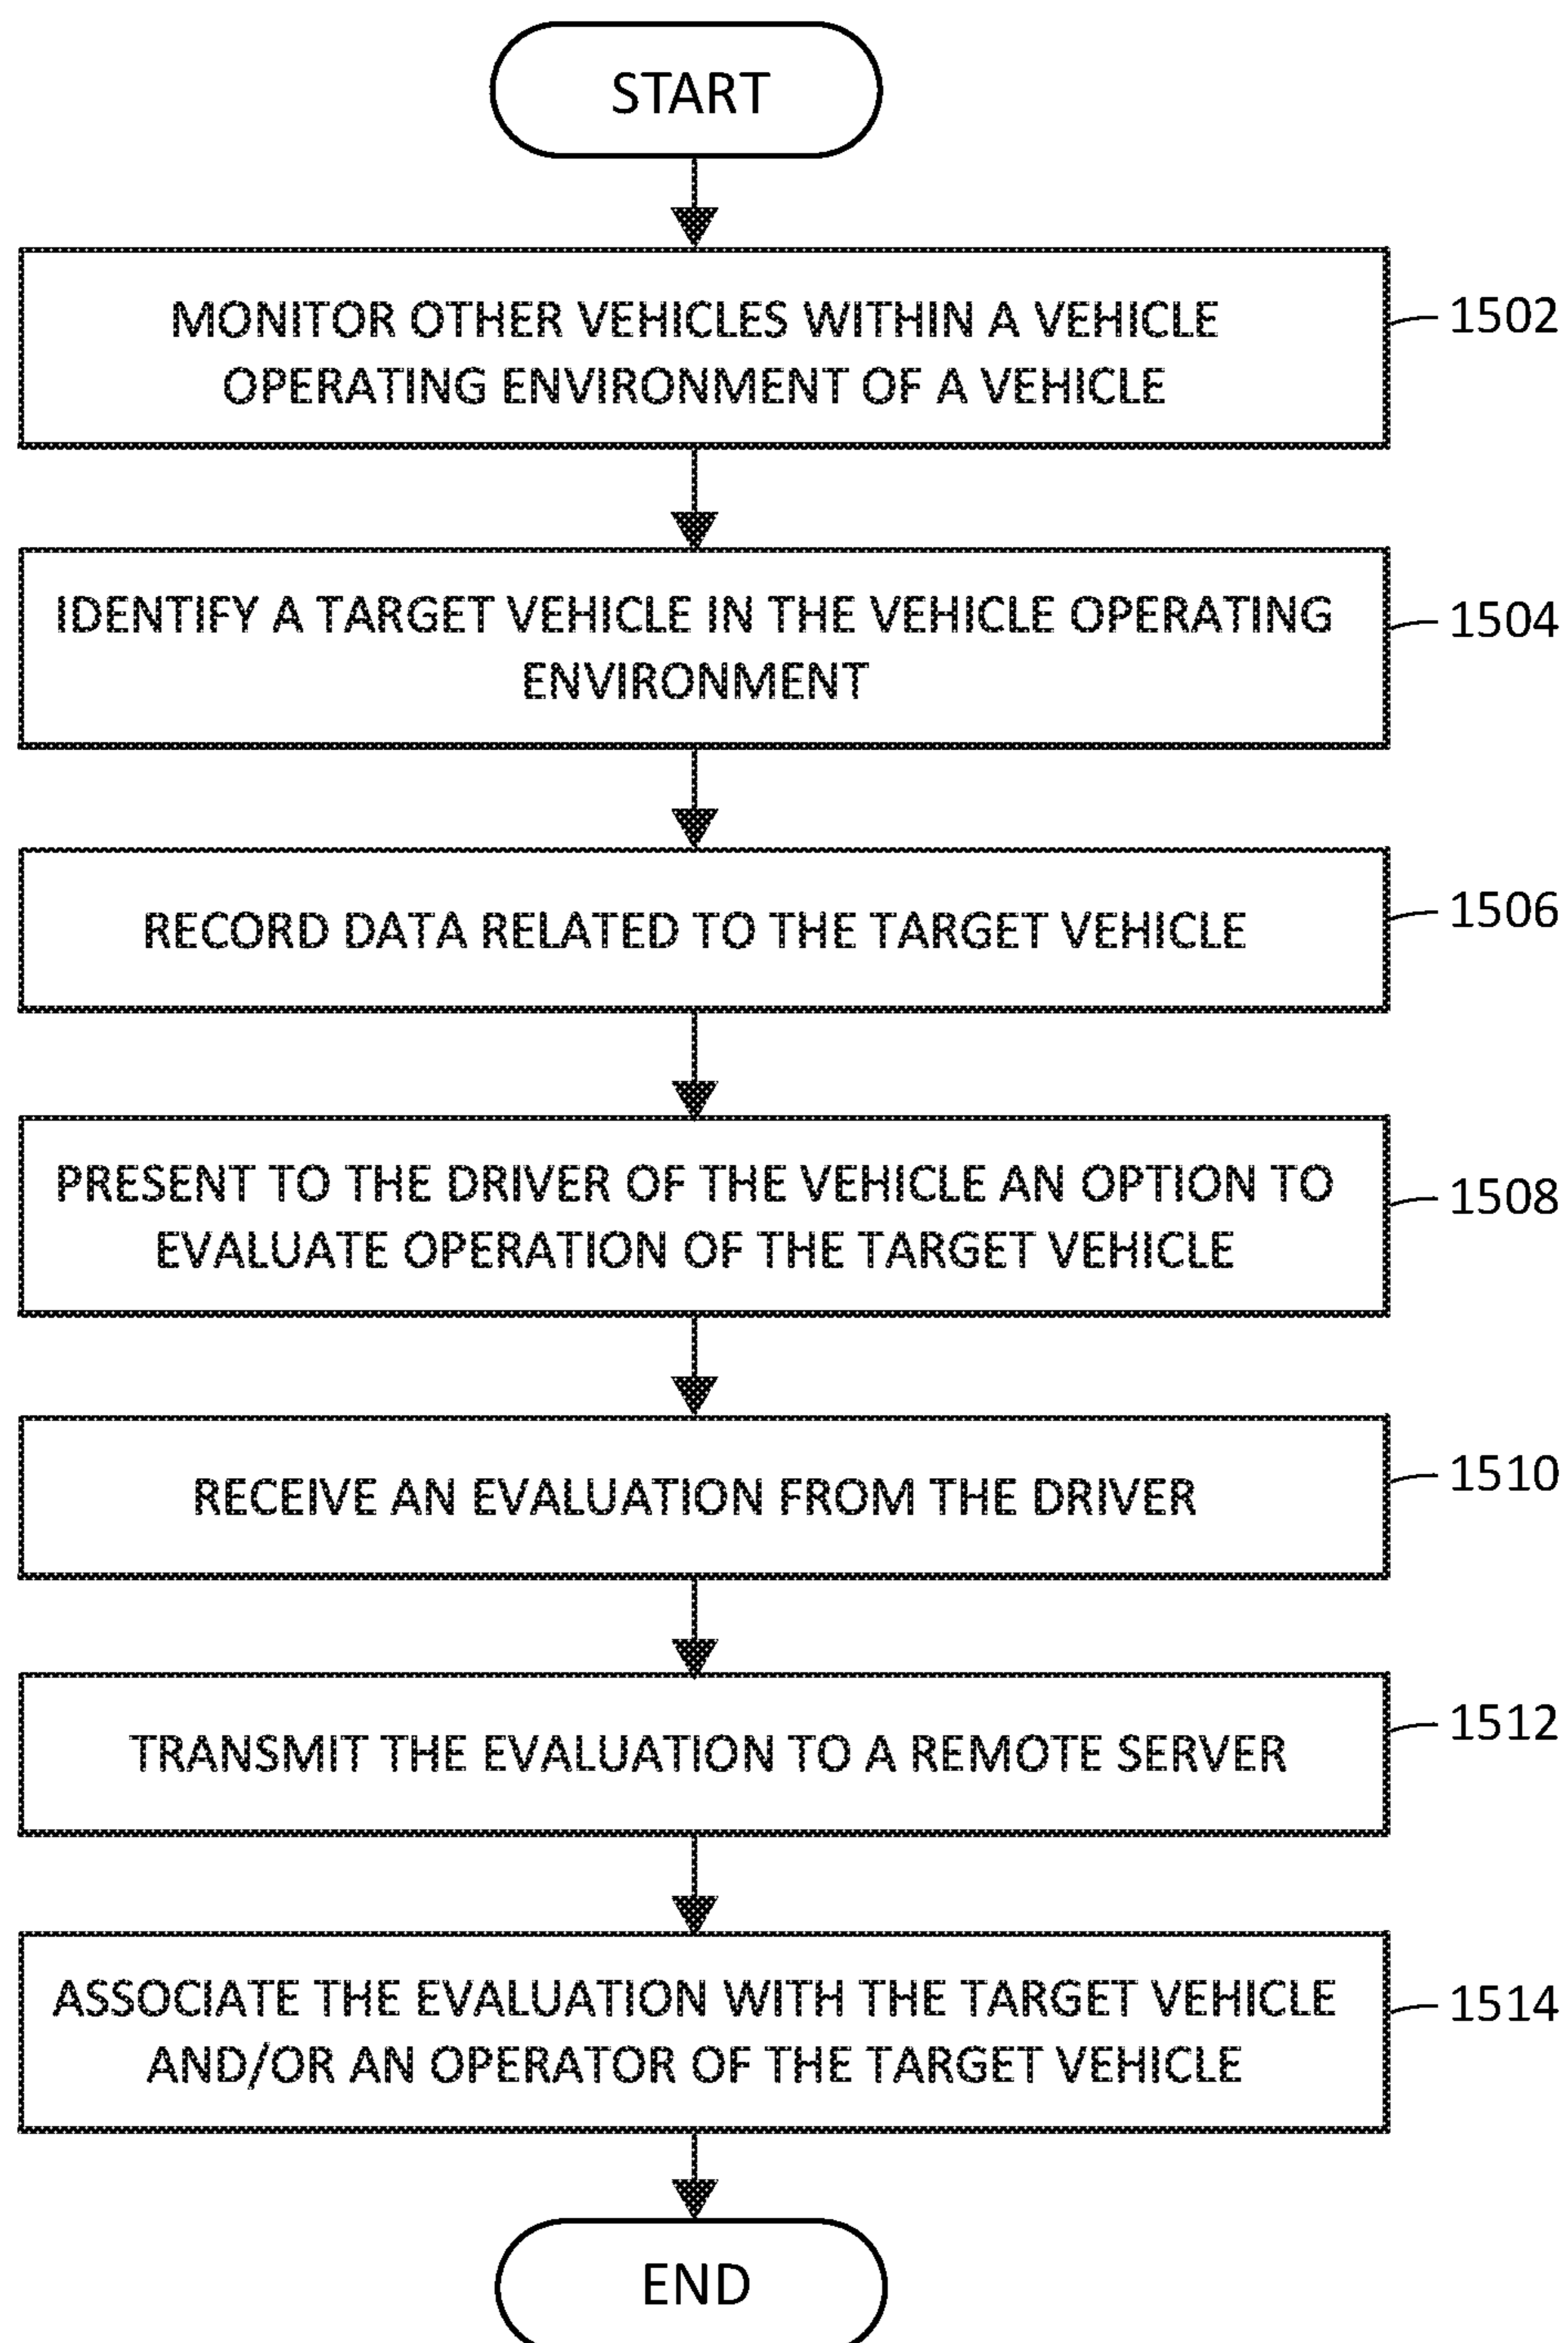 START
MONITOR OTHER VEHICLES WITHIN A VEHICLE
OPERATING ENVIRONMENT OF A VEHICLE
1502
IDENTIFY A TARGET VEHICLE IN THE VEHICLE OPERATING
ENVIRONMENT
1504
RECORD DATA RELATED TO THE TARGET VEHICLE
1506
PRESENT TO THE DRIVER OF THE VEHICLE AN OPTION TO
EVALUATE OPERATION OF THE TARGET VEHICLE
1508
RECEIVE AN EVALUATION FROM THE DRIVER
1510
TRANSMIT THE EVALUATION TO A REMOTE SERVER
1512
ASSOCIATE THE EVALUATION WITH THE TARGET VEHICLE
AND/OR AN OPERATOR OF THE TARGET VEHICLE
1514
END